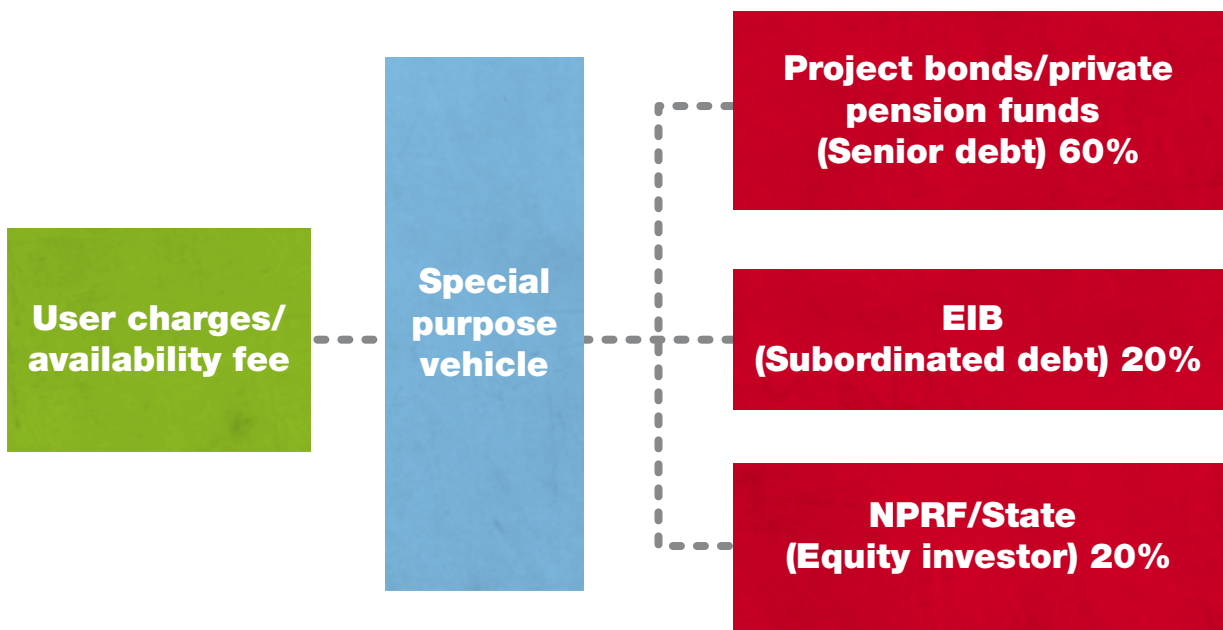 User charges/
availability fee
Special
purpose
vehicle
Project bonds/private
pension funds
(Senior debt) 60%
EIB
(Subordinated debt) 20%
NPRF/State
(Equity investor) 20%